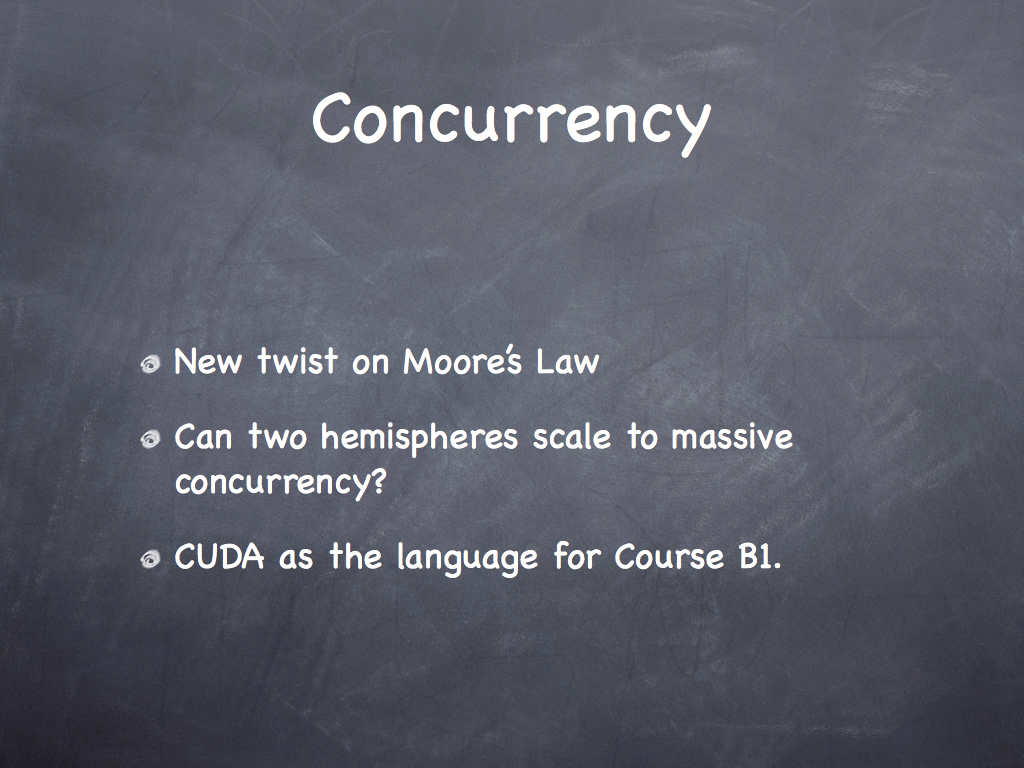 Concurrency
New twist on Moore's Law
Can two hemispheres scale to massive
concurrency?
CUDA as the language for Course B1.